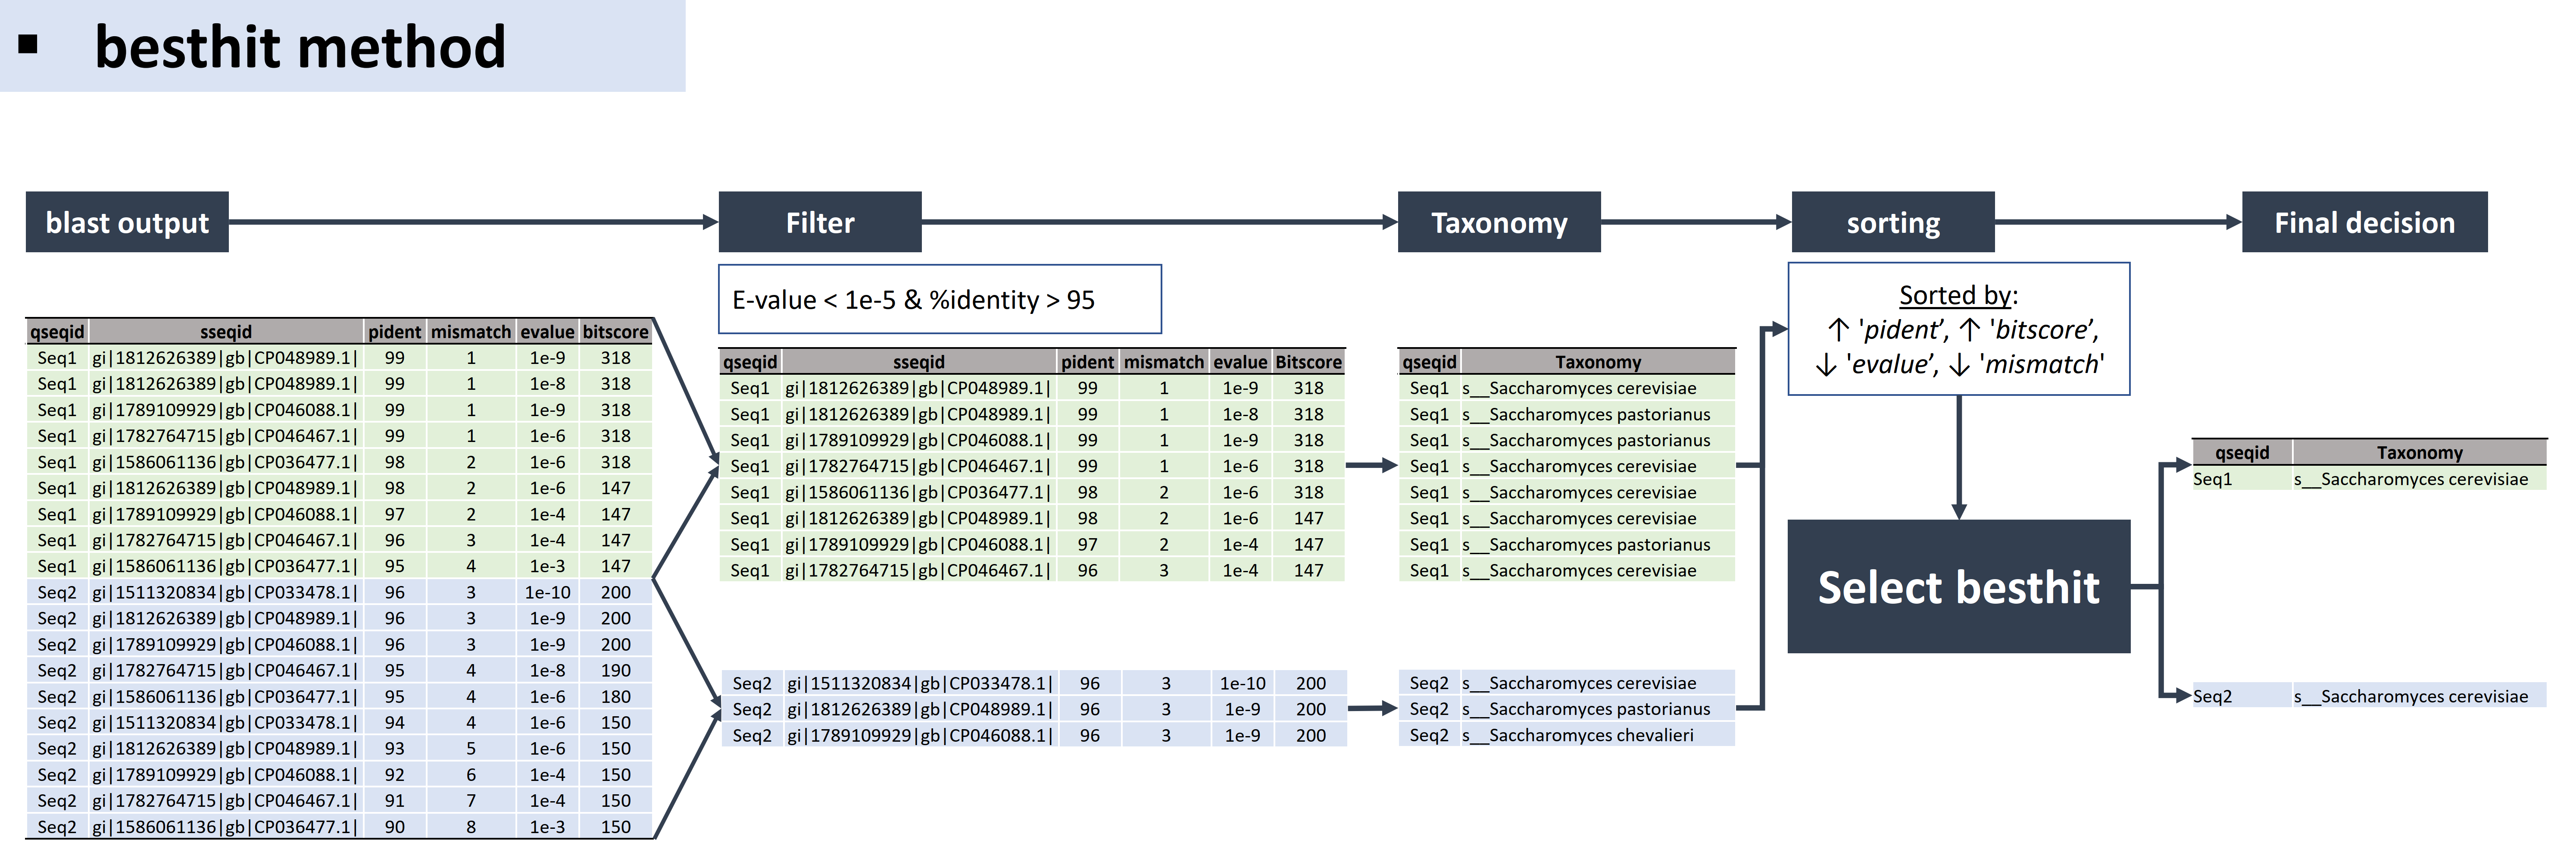 ▪ besthit method
blast output
Filter
Taxonomy
sorting
Final decision
E-value < 1e-5 & %identity > 95
Sorted by:
↑ 'pident’, ↑ 'bitscore’,
↓ 'evalue’, ↓ 'mismatch'
qseqid sseqid pident mismatch evalue bitscore
Seq1 gi|1812626389|gb|CP048989.1| 99 1 1e-9 318
Seq1 gi|1812626389|gb|CP048989.1| 99 1 1e-8 318
Seq1 gi|1789109929|gb|CP046088.1| 99 1 1e-9 318
Seq1 gi|1782764715|gb|CP046467.1| 99 1 1e-6 318
Seq1 gi|1586061136|gb|CP036477.1| 98 2 1e-6 318
Seq1 gi|1812626389|gb|CP048989.1| 98 2 1e-6 147
Seq1 gi|1789109929|gb|CP046088.1| 97 2 1e-4 147
Seq1 gi|1782764715|gb|CP046467.1| 96 3 1e-4 147
Seq1 gi|1586061136|gb|CP036477.1| 95 4 1e-3 147
Seq2 gi|1511320834|gb|CP033478.1| 96 3 1e-10 200
Seq2 gi|1812626389|gb|CP048989.1| 96 3 1e-9 200
Seq2 gi|1789109929|gb|CP046088.1| 96 3 1e-9 200
Seq2 gi|1782764715|gb|CP046467.1| 95 4 1e-8 190
Seq2 gi|1586061136|gb|CP036477.1| 95 4 1e-6 180
Seq2 gi|1511320834|gb|CP033478.1| 94 4 1e-6 150
Seq2 gi|1812626389|gb|CP048989.1| 93 5 1e-6 150
Seq2 gi|1789109929|gb|CP046088.1| 92 6 1e-4 150
Seq2 gi|1782764715|gb|CP046467.1| 91 7 1e-4 150
Seq2 gi|1586061136|gb|CP036477.1| 90 8 1e-3 150
qseqid sseqid pident mismatch evalue Bitscore
Seq1 gi|1812626389|gb|CP048989.1| 99 1 1e-9 318
Seq1 gi|1812626389|gb|CP048989.1| 99 1 1e-8 318
Seq1 gi|1789109929|gb|CP046088.1| 99 1 1e-9 318
Seq1 gi|1782764715|gb|CP046467.1| 99 1 1e-6 318
Seq1 gi|1586061136|gb|CP036477.1| 98 2 1e-6 318
Seq1 gi|1812626389|gb|CP048989.1| 98 2 1e-6 147
Seq1 gi|1789109929|gb|CP046088.1| 97 2 1e-4 147
Seq1 gi|1782764715|gb|CP046467.1| 96 3 1e-4 147
Seq2 gi|1511320834|gb|CP033478.1| 96 3 1e-10 200
Seq2 gi|1812626389|gb|CP048989.1| 96 3 1e-9 200
Seq2 gi|1789109929|gb|CP046088.1| 96 3 1e-9 200
qseqid Taxonomy
Seq1 s__Saccharomyces cerevisiae
Seq1 s__Saccharomyces pastorianus
Seq1 s__Saccharomyces pastorianus
Seq1 s__Saccharomyces cerevisiae
Seq1 s__Saccharomyces cerevisiae
Seq1 s__Saccharomyces cerevisiae
Seq1 s__Saccharomyces pastorianus
Seq1 s__Saccharomyces cerevisiae
Seq2 s__Saccharomyces cerevisiae
Seq2 s__Saccharomyces pastorianus
Seq2 s__Saccharomyces chevalieri
Select besthit
qseqid Taxonomy
Seq1 s__Saccharomyces cerevisiae
Seq2 s__Saccharomyces cerevisiae